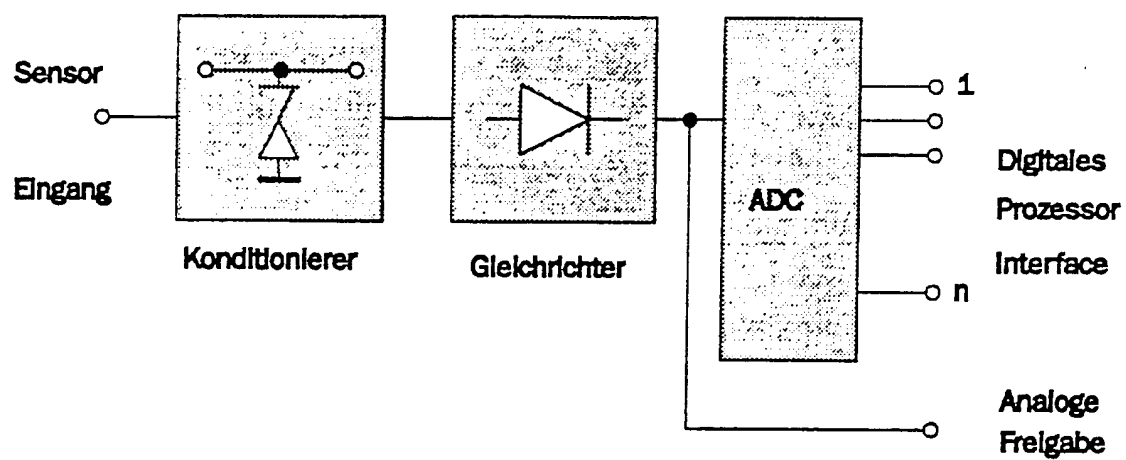 Sensor
Eingang
Konditionierer
Gleichrichter
ADC
1
n
Digitales
Prozessor
Interface
Analoge
Freigabe